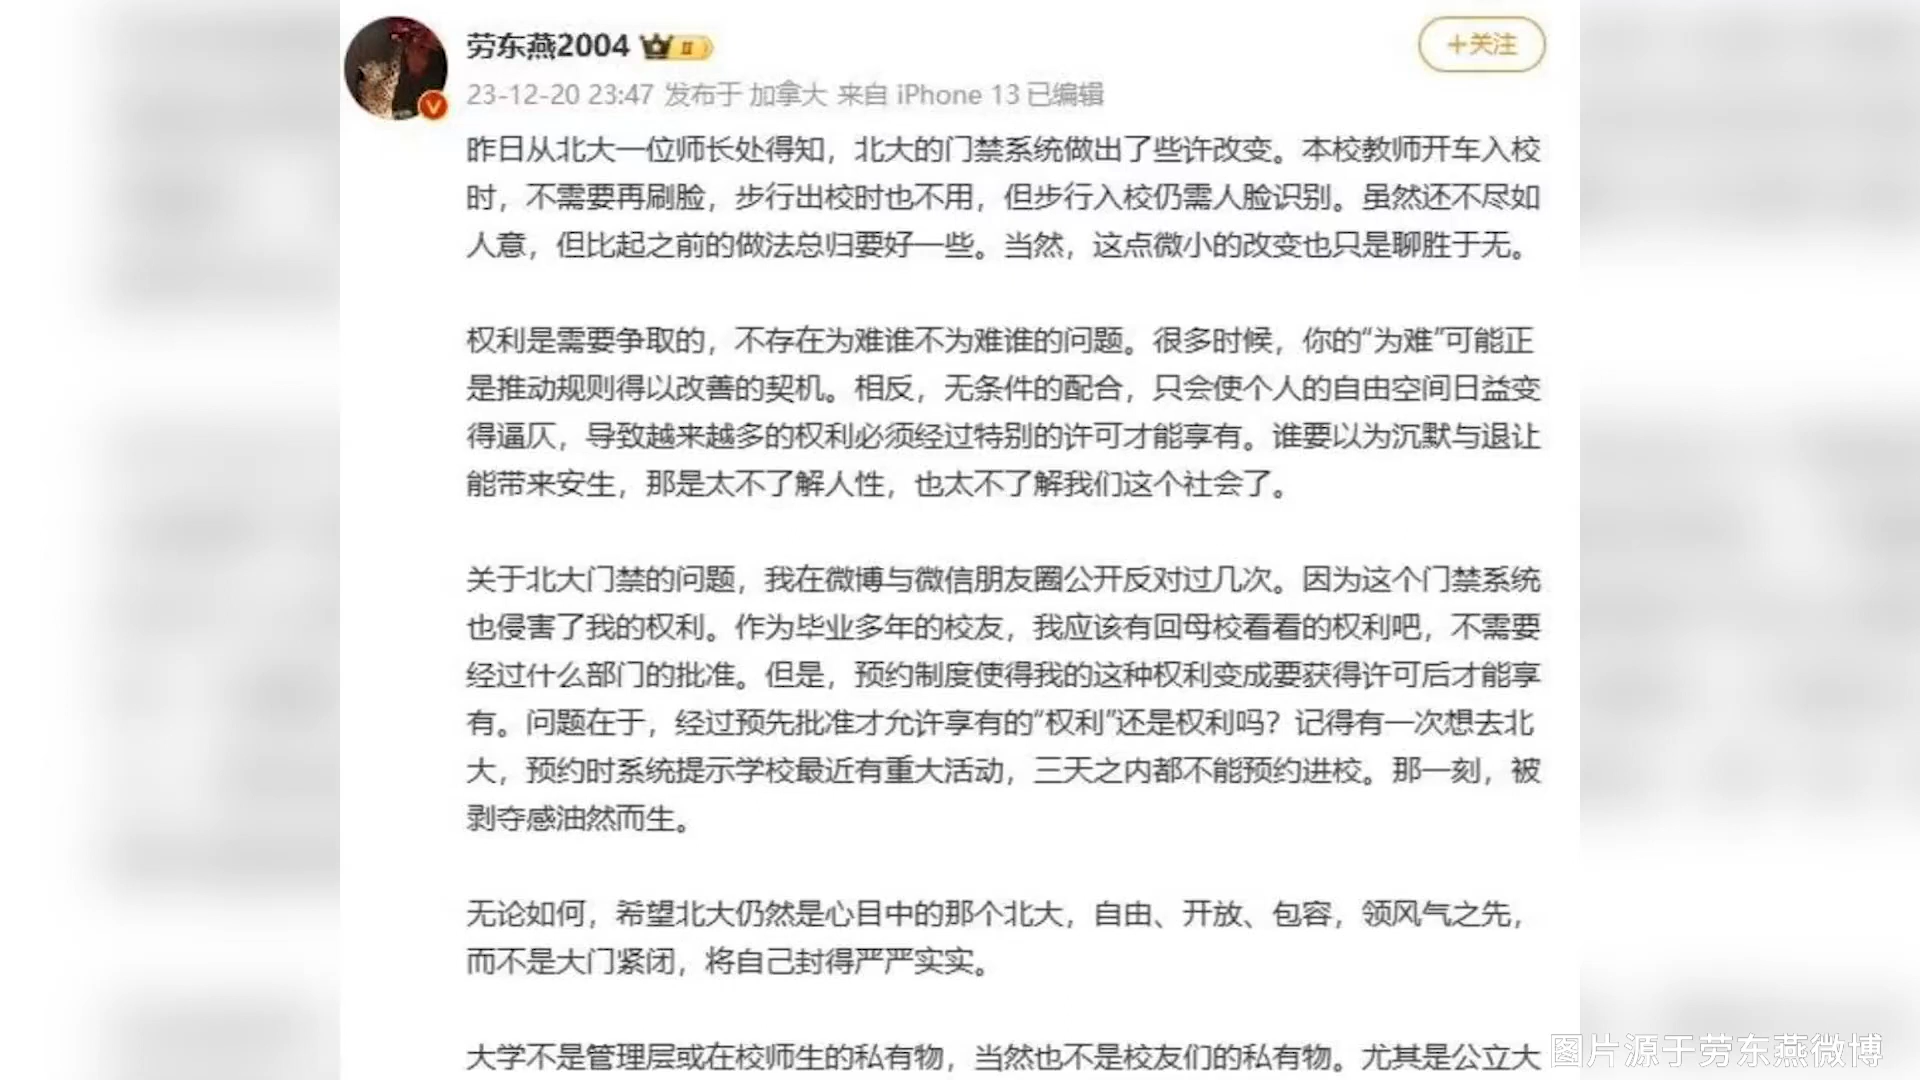 劳东燕2004
II
+关注
23-12-20 23:47 发布于 加拿大 来自 iPhone 13 已编辑
昨日从北大一位师长处得知，北大的门禁系统做出了些许改变。本校教师开车入校
时，不需要再刷脸，步行出校时也不用，但步行入校仍需人脸识别。虽然还不尽如
人意，但比起之前的做法总归要好一些。当然，这点微小的改变也只是聊胜于无。
权利是需要争取的，不存在为难谁不为难谁的问题。很多时候，你的“为难”可能正
是推动规则得以改善的契机。相反，无条件的配合，只会使个人的自由空间日益变
得逼仄，导致越来越多的权利必须经过特别的许可才能享有。谁要以为沉默与退让
能带来安生，那是太不了解人性，也太不了解我们这个社会了。
关于北大门禁的问题，我在微博与微信朋友圈公开反对过几次。因为这个门禁系统
也侵害了我的权利。作为毕业多年的校友，我应该有回母校看看的权利吧，不需要
经过什么部门的批准。但是，预约制度使得我的这种权利变成要获得许可后才能享
有。问题在于，经过预先批准才允许享有的“权利”还是权利吗？记得有一次想去北
大，预约时系统提示学校最近有重大活动，三天之内都不能预约进校。那一刻，被
剥夺感油然而生。
无论如何，希望北大仍然是心目中的那个北大，自由、开放、包容，领风气之先，
而不是大门紧闭，将自己封得严严实实。
大学不是管理层或在校师生的私有物，当然也不是校友们的私有物。尤其是公立大
图片源于劳东燕微博